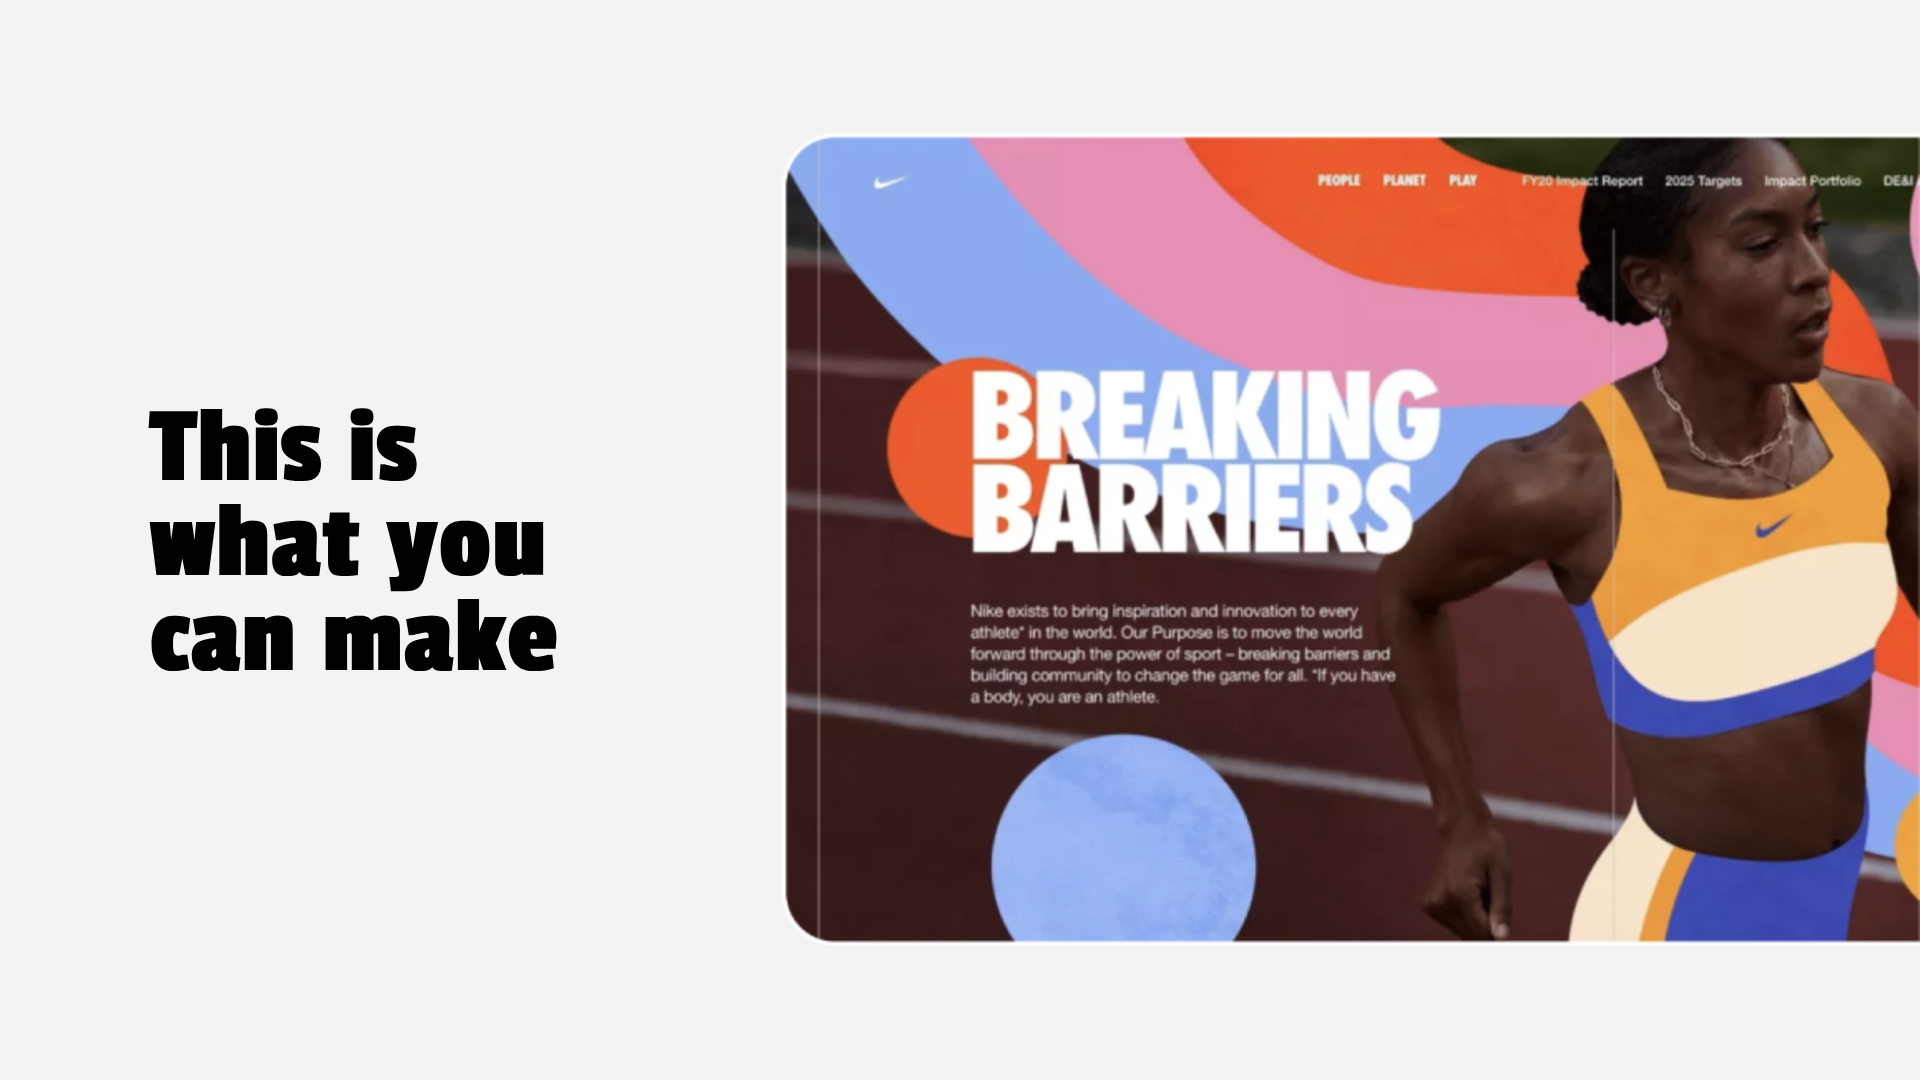 This is
what you
can make
PEOPLE PLANET PLAY FY20 Impact Report 2025 Targets Impact Portfolio DE&I
BREAKING
BARRIERS
Nike exists to bring inspiration and innovation to every
athlete* in the world. Our Purpose is to move the world
forward through the power of sport – breaking barriers and
building community to change the game for all. *If you have
a body, you are an athlete.